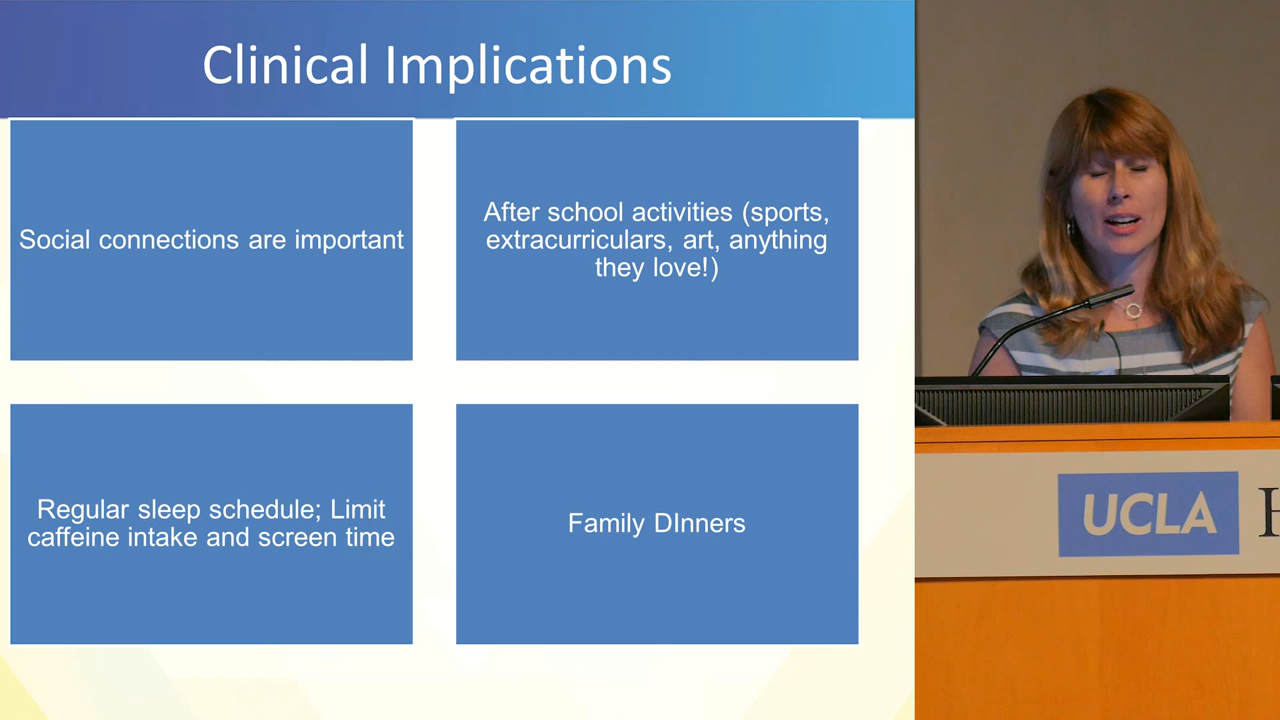 Clinical Implications
Social connections are important
After school activities (sports,
extracurriculars, art, anything
they love!)
Regular sleep schedule; Limit
caffeine intake and screen time
Family DInners
UCLA
H